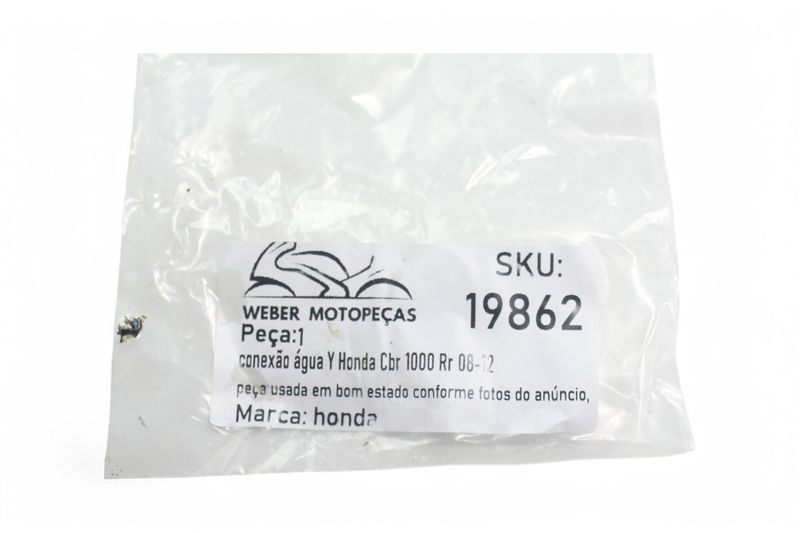 SKU:
19862
WEBER MOTOPEÇAS
Peça:1
conexão água Y Honda Cbr 1000 Rr 08-12
peça usada em bom estado conforme fotos do anúncio,
Marca: honda